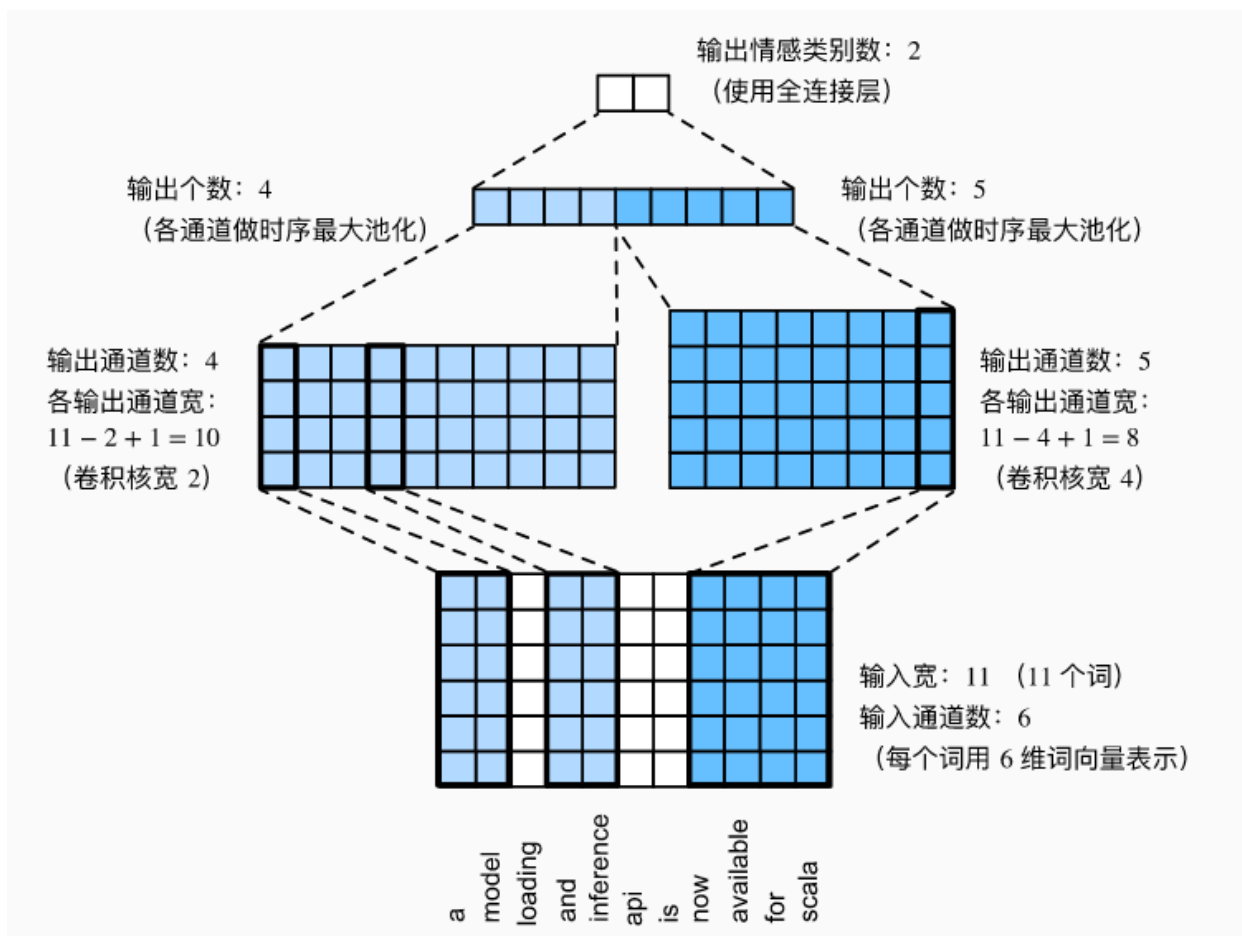 输出情感类别数：2
（使用全连接层）
输出个数：4
（各通道做时序最大池化）
输出个数：5
（各通道做时序最大池化）
输出通道数：4
各输出通道宽：
11 − 2 + 1 = 10
（卷积核宽 2）
输出通道数：5
各输出通道宽：
11 − 4 + 1 = 8
（卷积核宽 4）
输入宽：11 （11 个词）
输入通道数：6
（每个词用 6 维词向量表示）
a
model
loading
and
inference
api
is
now
available
for
scala